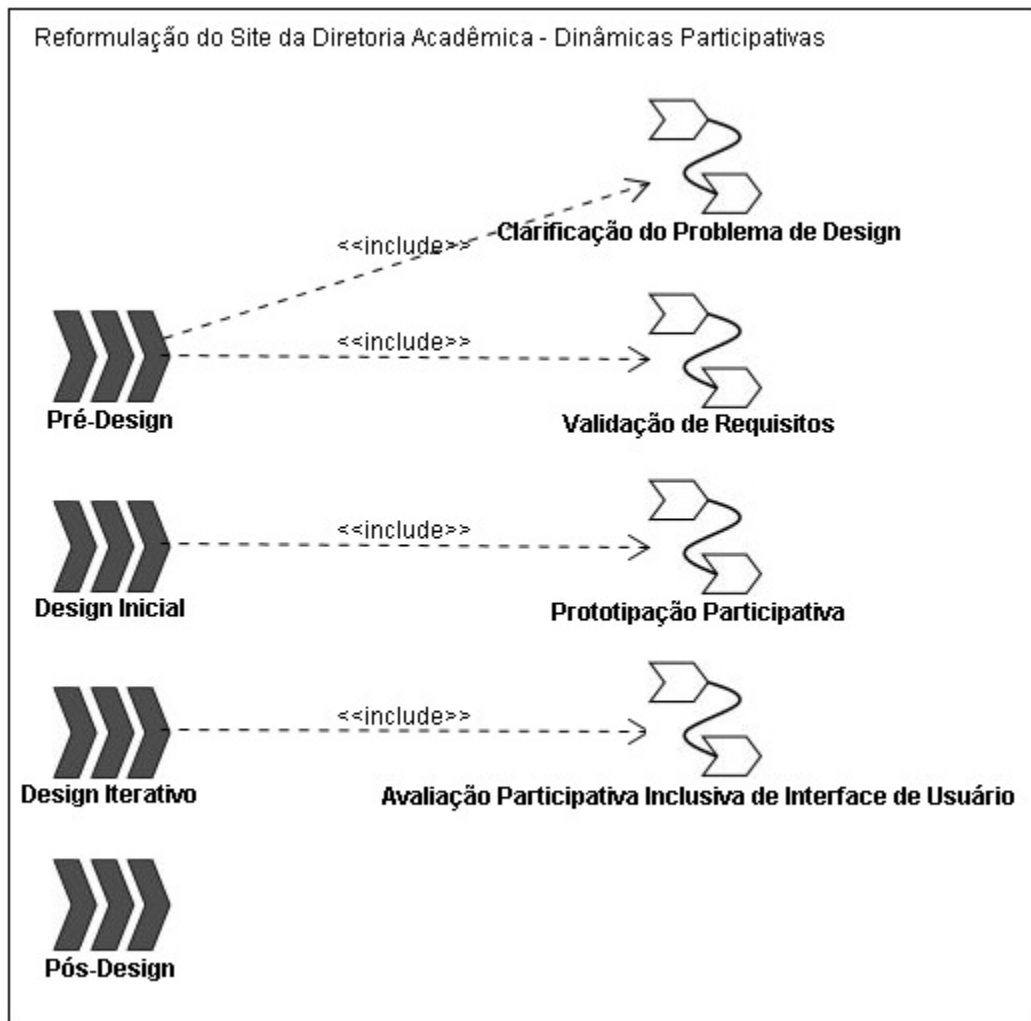 Reformulação do Site da Diretoria Acadêmica - Dinâmicas Participativas
Clarificação do Problema de Design
<<include>>
<<include>>
Pré-Design
Validação de Requisitos
<<include>>
Design Inicial
Prototipação Participativa
<<include>>
Design Iterativo
Avaliação Participativa Inclusiva de Interface de Usuário
Pós-Design